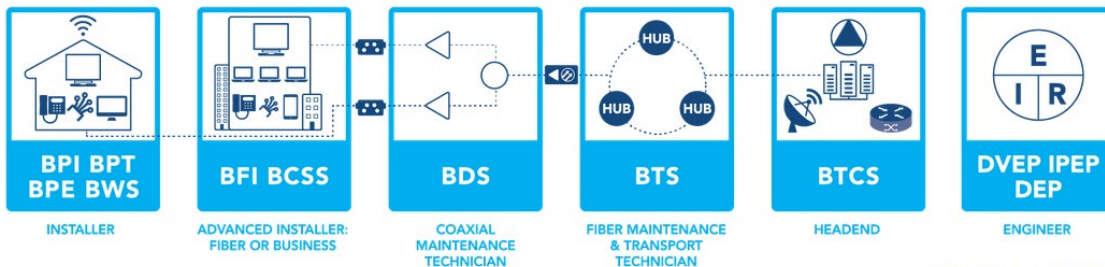 HUB
HUB
HUB
E
I R
BPI BPT
BPE BWS
BFI BCSS
BDS
BTS
BTCS
DVEP IPEP
DEP
INSTALLER
ADVANCED INSTALLER:
FIBER OR BUSINESS
COAXIAL
MAINTENANCE
TECHNICIAN
FIBER MAINTENANCE
& TRANSPORT
TECHNICIAN
HEADEND
ENGINEER